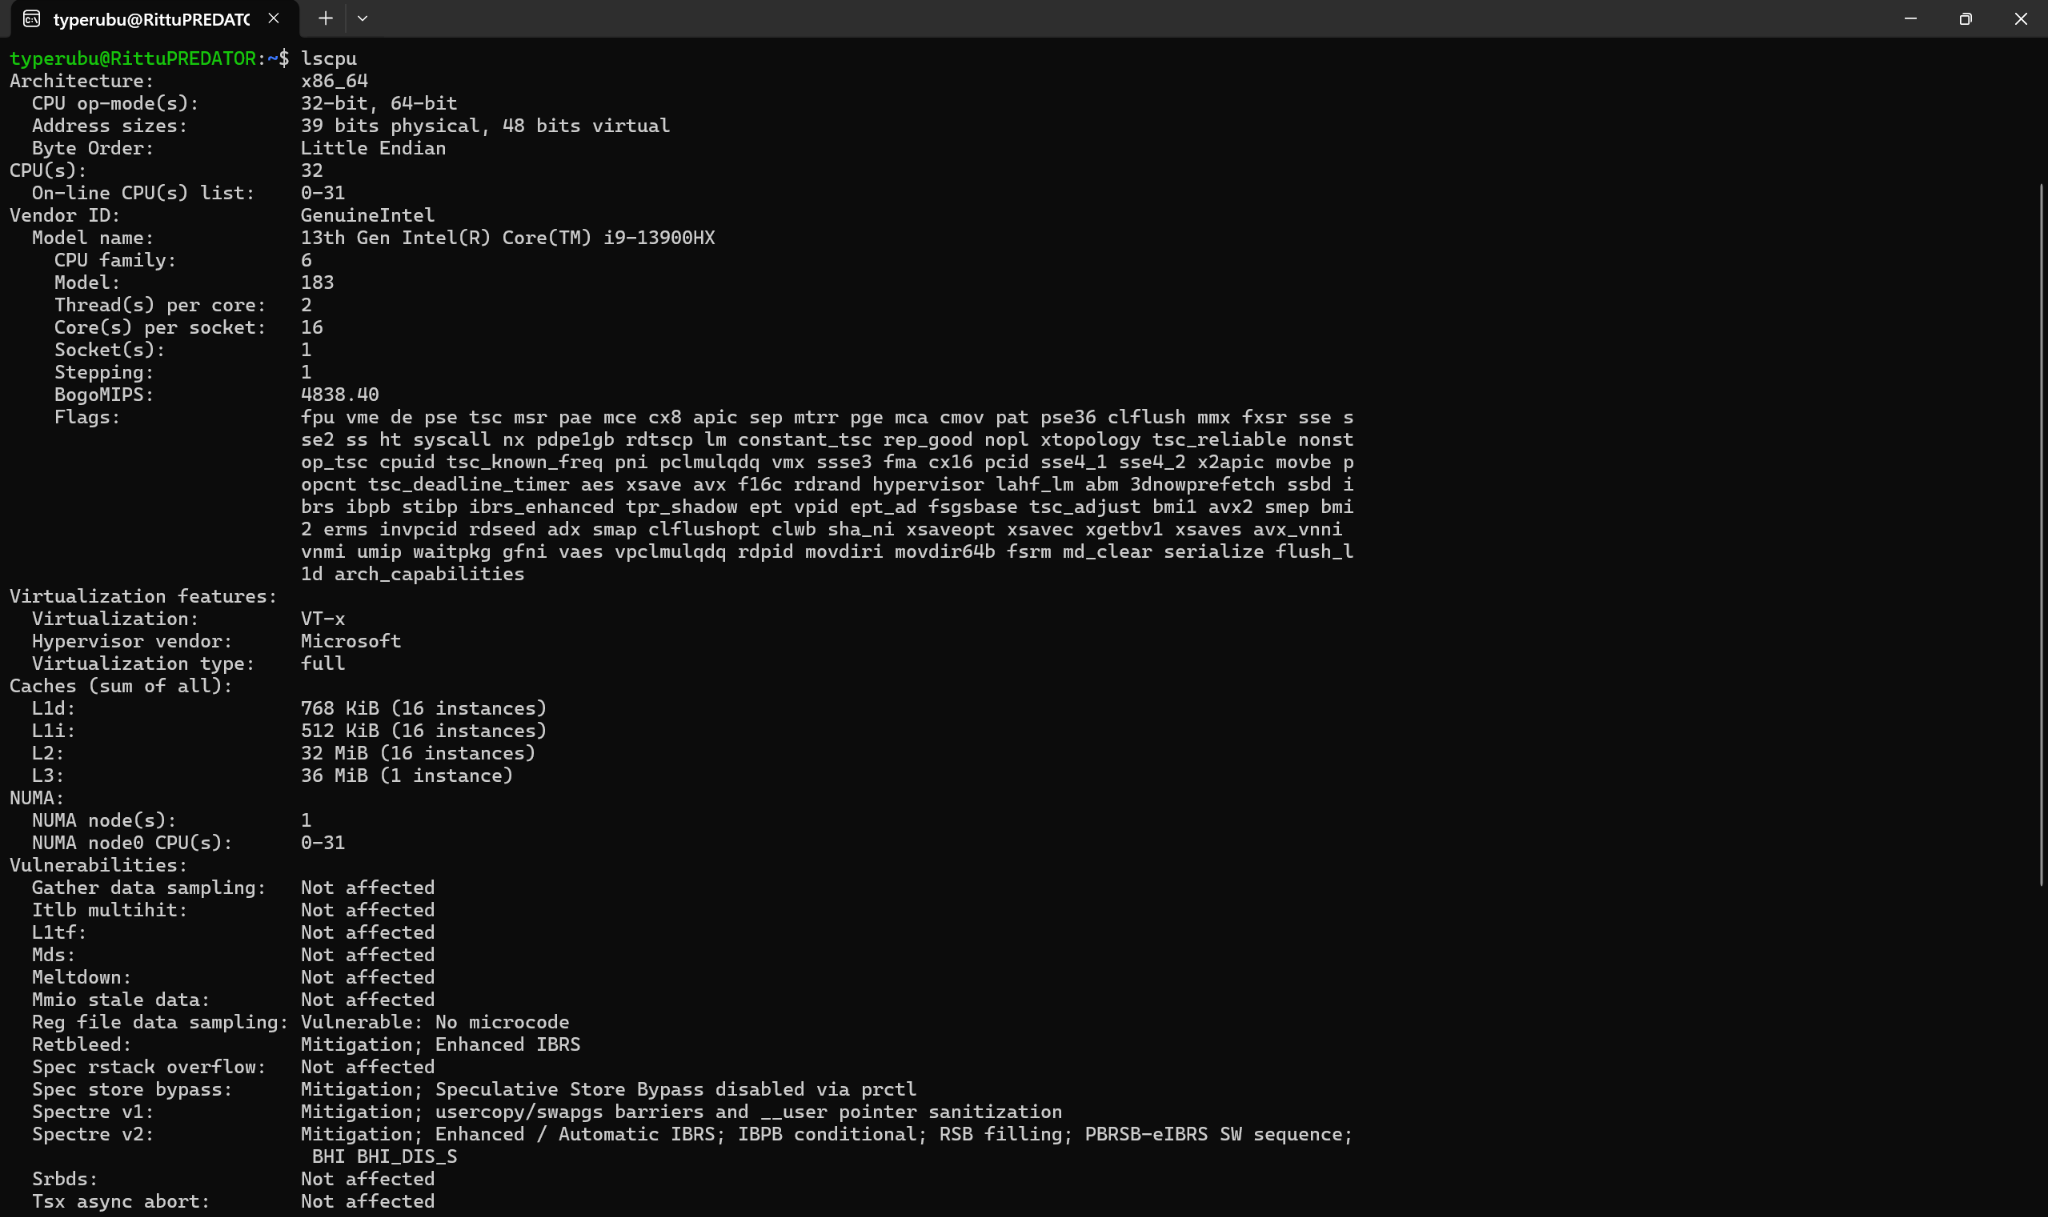 typerubu@RittuPREDATO
typerubu@RittuPREDATOR:~$ lscpu
Architecture: x86_64
CPU op-mode(s): 32-bit, 64-bit
Address sizes: 39 bits physical, 48 bits virtual
Byte Order: Little Endian
CPU(s): 32
On-line CPU(s) list: 0-31
Vendor ID: GenuineIntel
Model name: 13th Gen Intel(R) Core(TM) i9-13900HX
CPU family: 6
Model: 183
Thread(s) per core: 2
Core(s) per socket: 16
Socket(s): 1
Stepping: 1
BogoMIPS: 4838.40
Flags: fpu vme de pse tsc msr pae mce cx8 apic sep mtrr pge mca cmov pat pse36 clflush mmx fxsr sse s
se2 ss ht syscall nx pdpe1gb rdtscp lm constant_tsc rep_good nopl xtopology tsc_reliable nonst
op_tsc cpuid tsc_known_freq pni pclmulqdq vmx ssse3 fma cx16 pcid sse4_1 sse4_2 x2apic movbe p
opcnt tsc_deadline_timer aes xsave avx f16c rdrand hypervisor lahf_lm abm 3dnowprefetch ssbd i
brs ibpb stibp ibrs_enhanced tpr_shadow ept vpid ept_ad fsgsbase tsc_adjust bmi1 avx2 smep bmi
2 erms invpcid rdseed adx smap clflushopt clwb sha_ni xsaveopt xsavec xgetbv1 xsaves avx_vnni
vnmi umip waitpkg gfni vaes vpclmulqdq rdpid movdiri movdir64b fsrm md_clear serialize flush_l
1d arch_capabilities
Virtualization features:
Virtualization: VT-x
Hypervisor vendor: Microsoft
Virtualization type: full
Caches (sum of all):
L1d: 768 KiB (16 instances)
L1i: 512 KiB (16 instances)
L2: 32 MiB (16 instances)
L3: 36 MiB (1 instance)
NUMA:
NUMA node(s): 1
NUMA node0 CPU(s): 0-31
Vulnerabilities:
Gather data sampling: Not affected
Itlb multihit: Not affected
L1tf: Not affected
Mds: Not affected
Meltdown: Not affected
Mmio stale data: Not affected
Reg file data sampling: Vulnerable: No microcode
Retbleed: Mitigation; Enhanced IBRS
Spec rstack overflow: Not affected
Spec store bypass: Mitigation; Speculative Store Bypass disabled via prctl
Spectre v1: Mitigation; usercopy/swapgs barriers and __user pointer sanitization
Spectre v2: Mitigation; Enhanced / Automatic IBRS; IBPB conditional; RSB filling; PBRSB-eIBRS SW sequence;
BHI BHI_DIS_S
Srbds: Not affected
Tsx async abort: Not affected